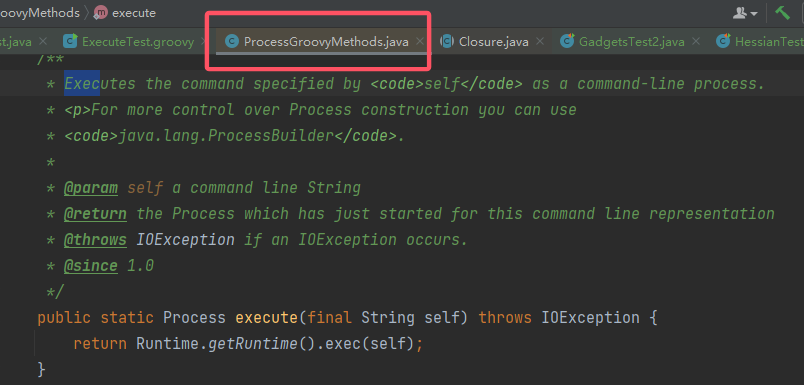 roovyMethods › execute
st.java × ExecuteTest.groovy × ProcessGroovyMethods.java × Closure.java × GadgetsTest2.java × HessianTest
/**
* Executes the command specified by <code>self</code> as a command-line process.
* <p>For more control over Process construction you can use
* <code>java.lang.ProcessBuilder</code>.
*
* @param self a command line String
* @return the Process which has just started for this command line representation
* @throws IOException if an IOException occurs.
* @since 1.0
*/
public static Process execute(final String self) throws IOException {
return Runtime.getRuntime().exec(self);
}